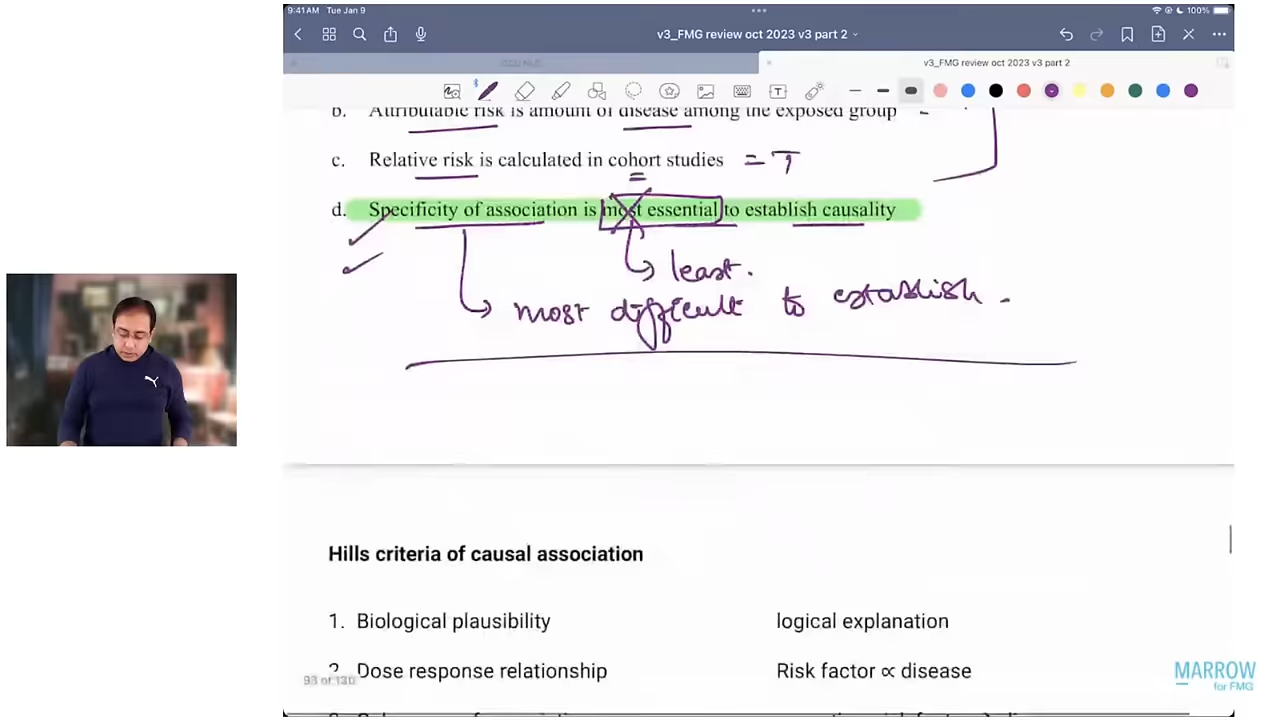 9:41 AM Tue Jan 9
100%
v3_FMG review oct 2023 v3 part 2
v3_FMG review oct 2023 v3 part 2
b. Attributable risk is amount of disease among the exposed group
c. Relative risk is calculated in cohort studies = T
d. Specificity of association is most essential to establish causality
least.
most difficult to establish.
Hills criteria of causal association
1. Biological plausibility logical explanation
2. Dose response relationship Risk factor ∝ disease
93 of 130
MARROW
for FMG